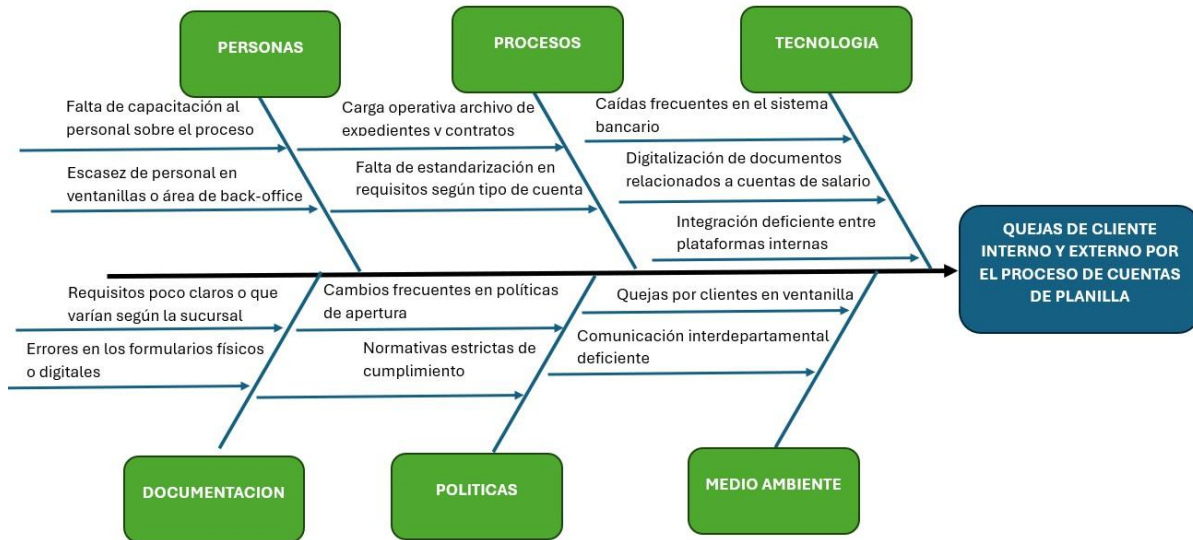 PERSONAS
PROCESOS
TECNOLOGIA
Falta de capacitación al
personal sobre el proceso
Escasez de personal en
ventanillas o área de back-office
Carga operativa archivo de
expedientes y contratos
Falta de estandarización en
requisitos según tipo de cuenta
Caídas frecuentes en el sistema
bancario
Digitalización de documentos
relacionados a cuentas de salario
Integración deficiente entre
plataformas internas
QUEJAS DE CLIENTE
INTERNO Y EXTERNO POR
EL PROCESO DE CUENTAS
DE PLANILLA
Requisitos poco claros o que
varían según la sucursal
Errores en los formularios físicos
o digitales
Cambios frecuentes en políticas
de apertura
Normativas estrictas de
cumplimiento
Quejas por clientes en ventanilla
Comunicación interdepartamental
deficiente
DOCUMENTACION
POLITICAS
MEDIO AMBIENTE